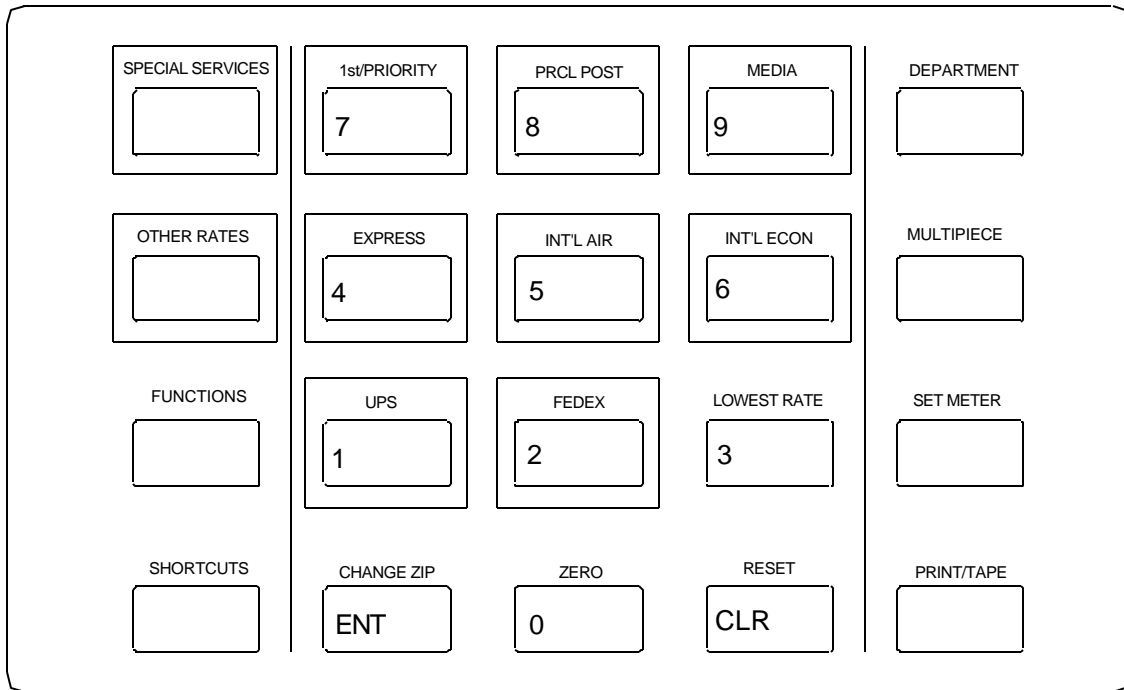 SPECIAL SERVICES
1st/PRIORITY
PRCL POST
MEDIA
DEPARTMENT
7
8
9
OTHER RATES
EXPRESS
INT'L AIR
INT'L ECON
MULTIPIECE
4
5
6
FUNCTIONS
UPS
FEDEX
LOWEST RATE
SET METER
1
2
3
SHORTCUTS
CHANGE ZIP
ZERO
RESET
PRINT/TAPE
ENT
0
CLR